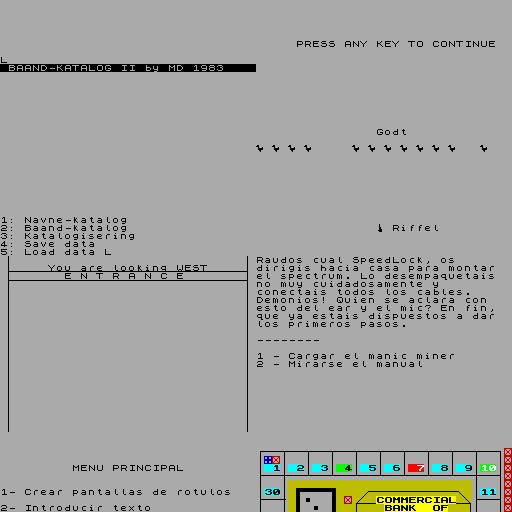 PRESS ANY KEY TO CONTINUE
L
BAAND-KATALOG II by MD 1983
Godt
1: Navne-katalog
2: Baand-katalog
3: Katalogisering
4: Save data
5: Load data L
Riffel
You are looking WEST
ENTRANCE
Raudos cual SpeedLock, os
dirigis hacia casa para montar
el spectrum. Lo desempaquetais
no muy cuidadosamente y
conectais todos los cables.
Demonios! Quien se aclara con
esto del ear y el mic? En fin,
que ya estais dispuestos a dar
los primeros pasos.
--------
1 - Cargar el manic miner
2 - Mirarse el manual
MENU PRINCIPAL
1- Crear pantallas de rotulos
2- Introducir texto
1 2 3 4 5 6 7 8 9 10
30 11
COMMERCIAL
BANK OF